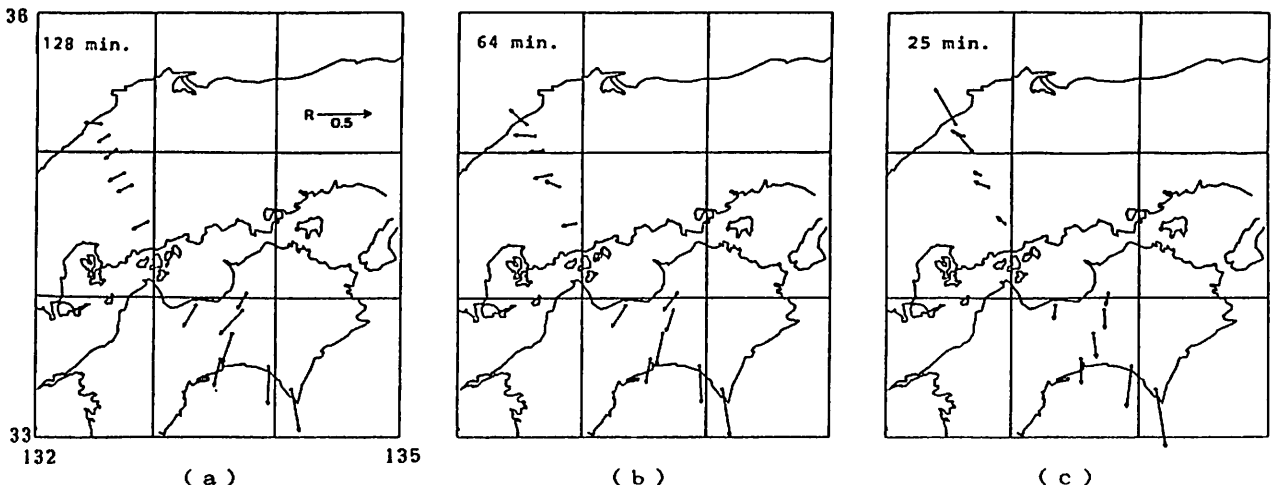 36
128 min.
64 min.
25 min.
R
0.5
33
132
135
( a )
( b )
( c )